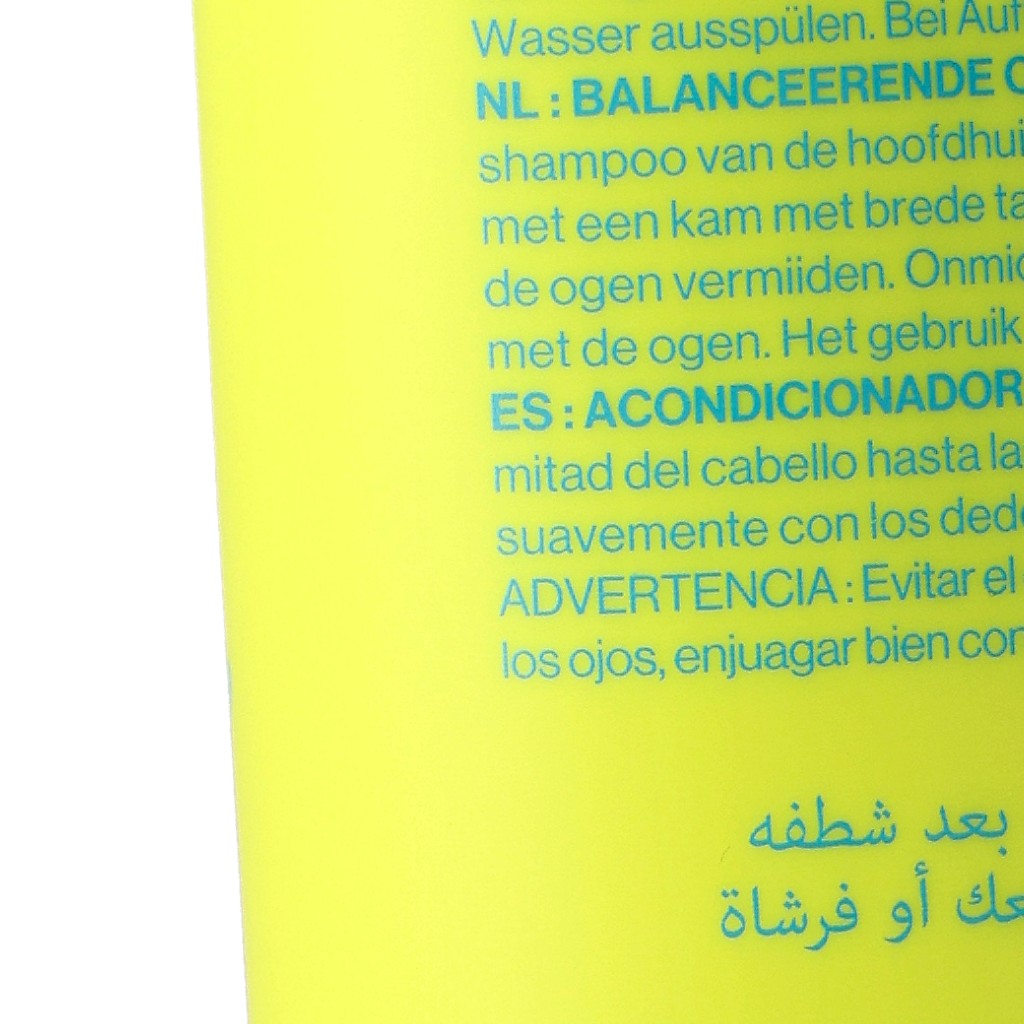 Wasser ausspülen. Bei Auf
NL : BALANCEERENDE
shampoo van de hoofdhui
met een kam met brede ta
de ogen vermiiden. Onmid
met de ogen. Het gebruik
ES : ACONDICIONADOR
mitad del cabello hasta la
suavemente con los dedo
ADVERTENCIA : Evitar el
los ojos, enjuagar bien con
بعد شطفه
أو فرشاة